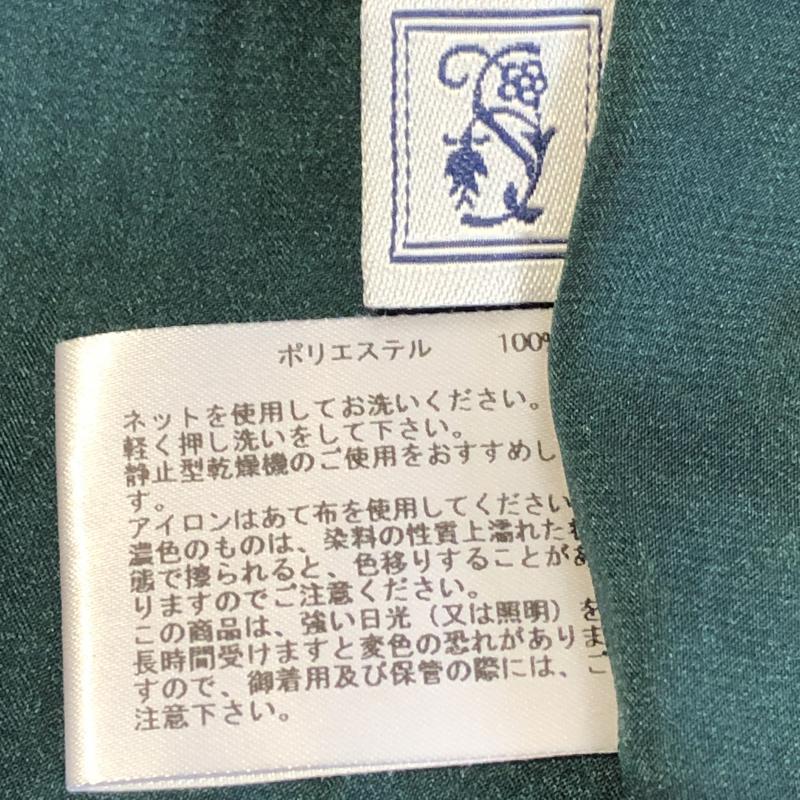 ポリエステル 100%
ネットを使用してお洗いください。
軽く押し洗いをして下さい。
静止型乾燥機のご使用をおすすめし
す。
アイロンはあて布を使用してください
濃色のものは、染料の性質上濡れた
態で擦られると、色移りすることがあ
りますのでご注意ください。
この商品は、強い日光（又は照明）を
長時間受けますと変色の恐れがありま
すので、御着用及び保管の際には、ご
注意下さい。